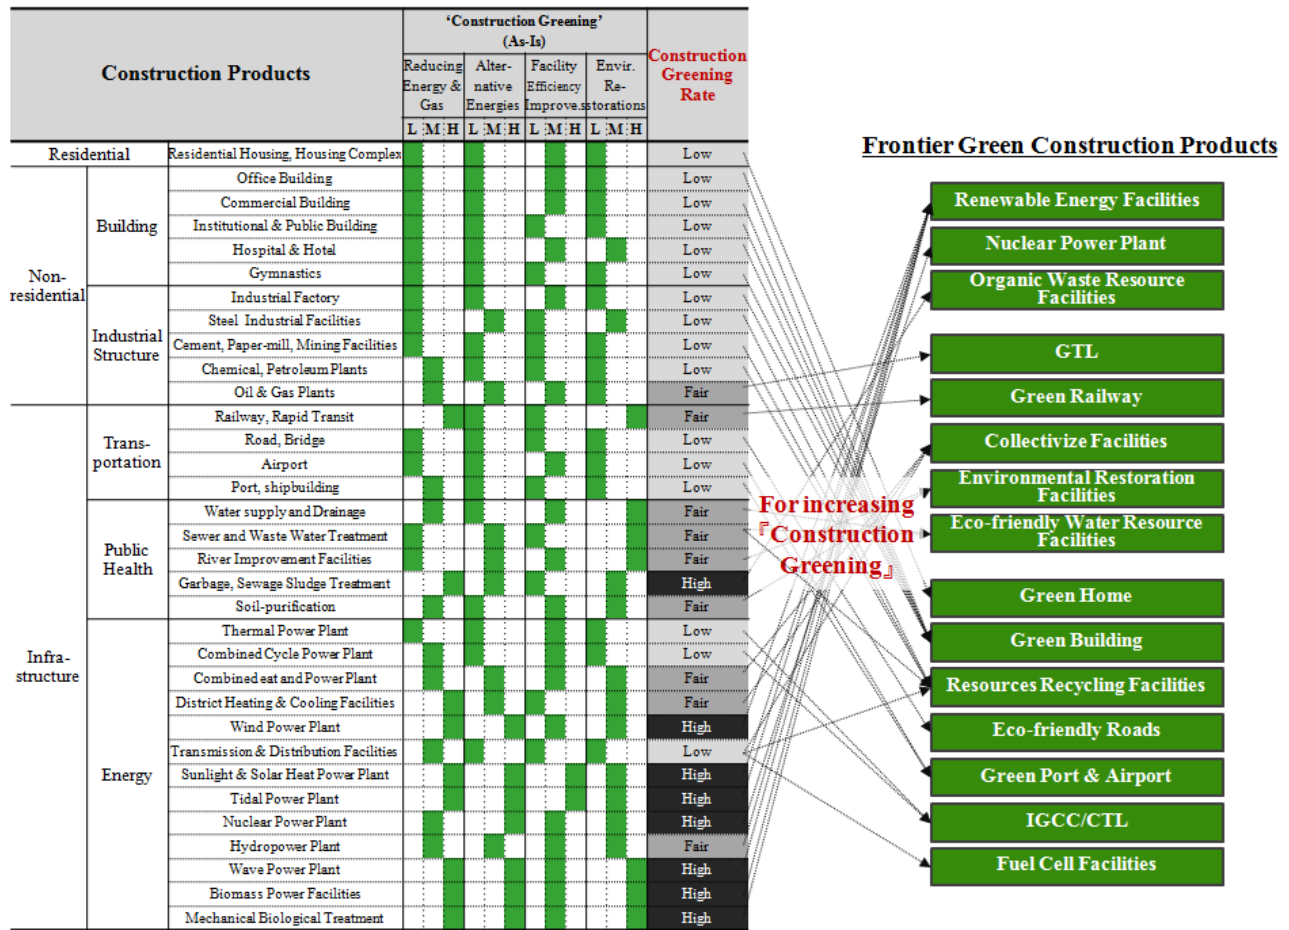 ‘Construction Greening’
(As-Is)
Construction Products
Construction
Greening
Rate
Reducing
Energy &
Gas
Alter-
native
Energies
Facility
Efficiency
Improve.s
Envir.
Re-
storations
L M H L M H L M H L M H
Residential Residential Housing, Housing Complex Low
Non-
residential
Building
Office Building Low
Commercial Building Low
Institutional & Public Building Low
Hospital & Hotel Low
Gymnastics Low
Industrial
Structure
Industrial Factory Low
Steel Industrial Facilities Low
Cement, Paper-mill, Mining Facilities Low
Chemical, Petroleum Plants Low
Oil & Gas Plants Fair
Infra-
structure
Trans-
portation
Railway, Rapid Transit Fair
Road, Bridge Low
Airport Low
Port, shipbuilding Low
Public
Health
Water supply and Drainage Fair
Sewer and Waste Water Treatment Fair
River Improvement Facilities Fair
Garbage, Sewage Sludge Treatment High
Soil-purification Fair
Energy
Thermal Power Plant Low
Combined Cycle Power Plant Low
Combined eat and Power Plant Fair
District Heating & Cooling Facilities Fair
Wind Power Plant High
Transmission & Distribution Facilities Low
Sunlight & Solar Heat Power Plant High
Tidal Power Plant High
Nuclear Power Plant High
Hydropower Plant Fair
Wave Power Plant High
Biomass Power Facilities High
Mechanical Biological Treatment High
For increasing
『Construction
Greening』
Frontier Green Construction Products
Renewable Energy Facilities
Nuclear Power Plant
Organic Waste Resource
Facilities
GTL
Green Railway
Collectivize Facilities
Environmental Restoration
Facilities
Eco-friendly Water Resource
Facilities
Green Home
Green Building
Resources Recycling Facilities
Eco-friendly Roads
Green Port & Airport
IGCC/CTL
Fuel Cell Facilities